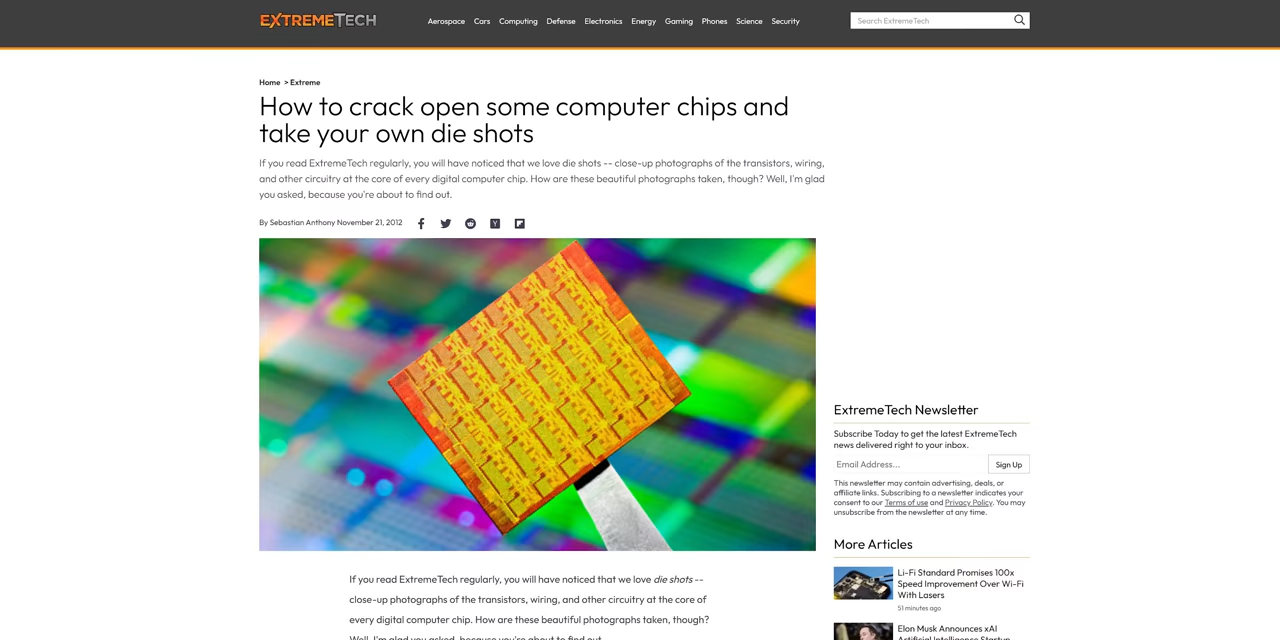 EXTREMETECH
Aerospace Cars Computing Defense Electronics Energy Gaming Phones Science Security
Search ExtremeTech
Home > Extreme
How to crack open some computer chips and
take your own die shots
If you read ExtremeTech regularly, you will have noticed that we love die shots -- close-up photographs of the transistors, wiring,
and other circuitry at the core of every digital computer chip. How are these beautiful photographs taken, though? Well, I'm glad
you asked, because you're about to find out.
By Sebastian Anthony November 21, 2012
If you read ExtremeTech regularly, you will have noticed that we love die shots --
close-up photographs of the transistors, wiring, and other circuitry at the core of
every digital computer chip. How are these beautiful photographs taken, though?
Well, I'm glad you asked, because you're about to find out.
ExtremeTech Newsletter
Subscribe Today to get the latest ExtremeTech
news delivered right to your inbox.
Email Address...
Sign Up
This newsletter may contain advertising, deals, or
affiliate links. Subscribing to a newsletter indicates your
consent to our Terms of use and Privacy Policy. You may
unsubscribe from the newsletter at any time.
More Articles
Li-Fi Standard Promises 100x
Speed Improvement Over Wi-Fi
With Lasers
51 minutes ago
Elon Musk Announces xAI
Artificial Intelligence Startup